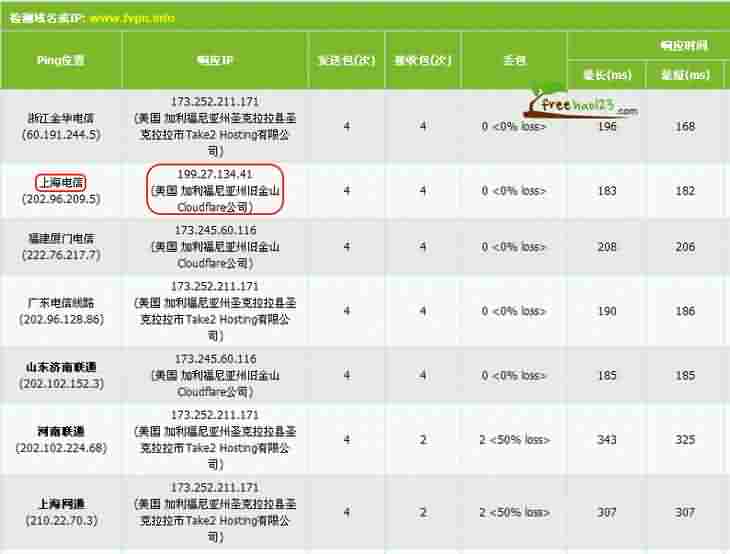 检测域名或IP: www.fvpn.info
Ping位置 响应IP 发送包(次) 接收包(次) 丢包 响应时间
最长(ms) 最短(ms)
freehao123.com
浙江金华电信
(60.191.244.5)
173.252.211.171
(美国 加利福尼亚州圣克拉拉县圣
克拉拉市Take2 Hosting有限公
司)
4 4 0 <0% loss> 196 168
上海电信
(202.96.209.5)
199.27.134.41
(美国 加利福尼亚州旧金山
Cloudflare公司)
4 4 0 <0% loss> 183 182
福建厦门电信
(222.76.217.7)
173.245.60.116
(美国 加利福尼亚州旧金山
Cloudflare公司)
4 4 0 <0% loss> 208 206
广东电信线路
(202.96.128.86)
173.252.211.171
(美国 加利福尼亚州圣克拉拉县圣
克拉拉市Take2 Hosting有限公
司)
4 4 0 <0% loss> 190 186
山东济南联通
(202.102.152.3)
173.245.60.116
(美国 加利福尼亚州旧金山
Cloudflare公司)
4 4 0 <0% loss> 185 185
河南联通
(202.102.224.68)
173.252.211.171
(美国 加利福尼亚州圣克拉拉县圣
克拉拉市Take2 Hosting有限公
司)
4 2 2 <50% loss> 343 325
上海网通
(210.22.70.3)
173.252.211.171
(美国 加利福尼亚州圣克拉拉县圣
克拉拉市Take2 Hosting有限公
司)
4 2 2 <50% loss> 307 307